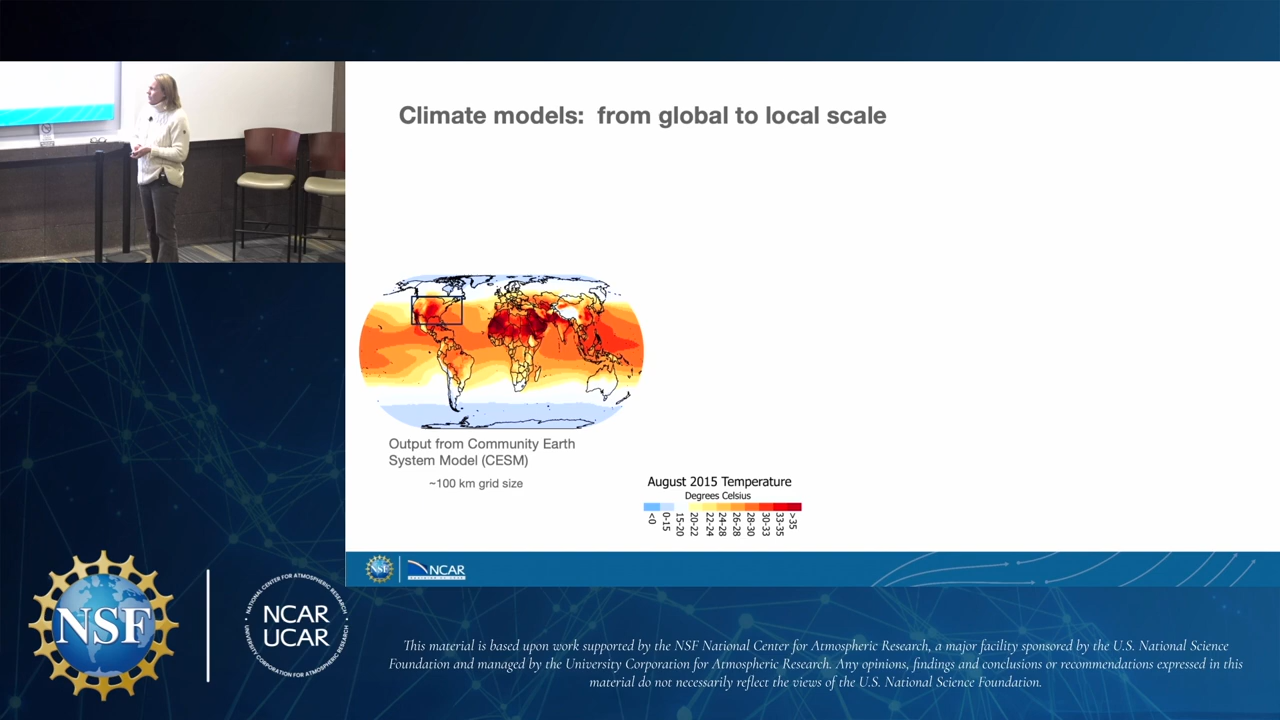 Climate models:  from global to local scale
Output from Community Earth
System Model (CESM)
~100 km grid size
August 2015 Temperature
Degrees Celsius
<0
0-15
15-20
20-22
22-24
24-28
26-28
28-30
30-33
33-35
>35
NCAR
NSF
NATIONAL CENTER FOR ATMOSPHERIC RESEARCH
NCAR
UCAR
UNIVERSITY CORPORATION FOR ATMOSPHERIC RESEARCH
This material is based upon work supported by the NSF National Center for Atmospheric Research, a major facility sponsored by the U.S. National Science
Foundation and managed by the University Corporation for Atmospheric Research. Any opinions, findings and conclusions or recommendations expressed in this
material do not necessarily reflect the views of the U.S. National Science Foundation.